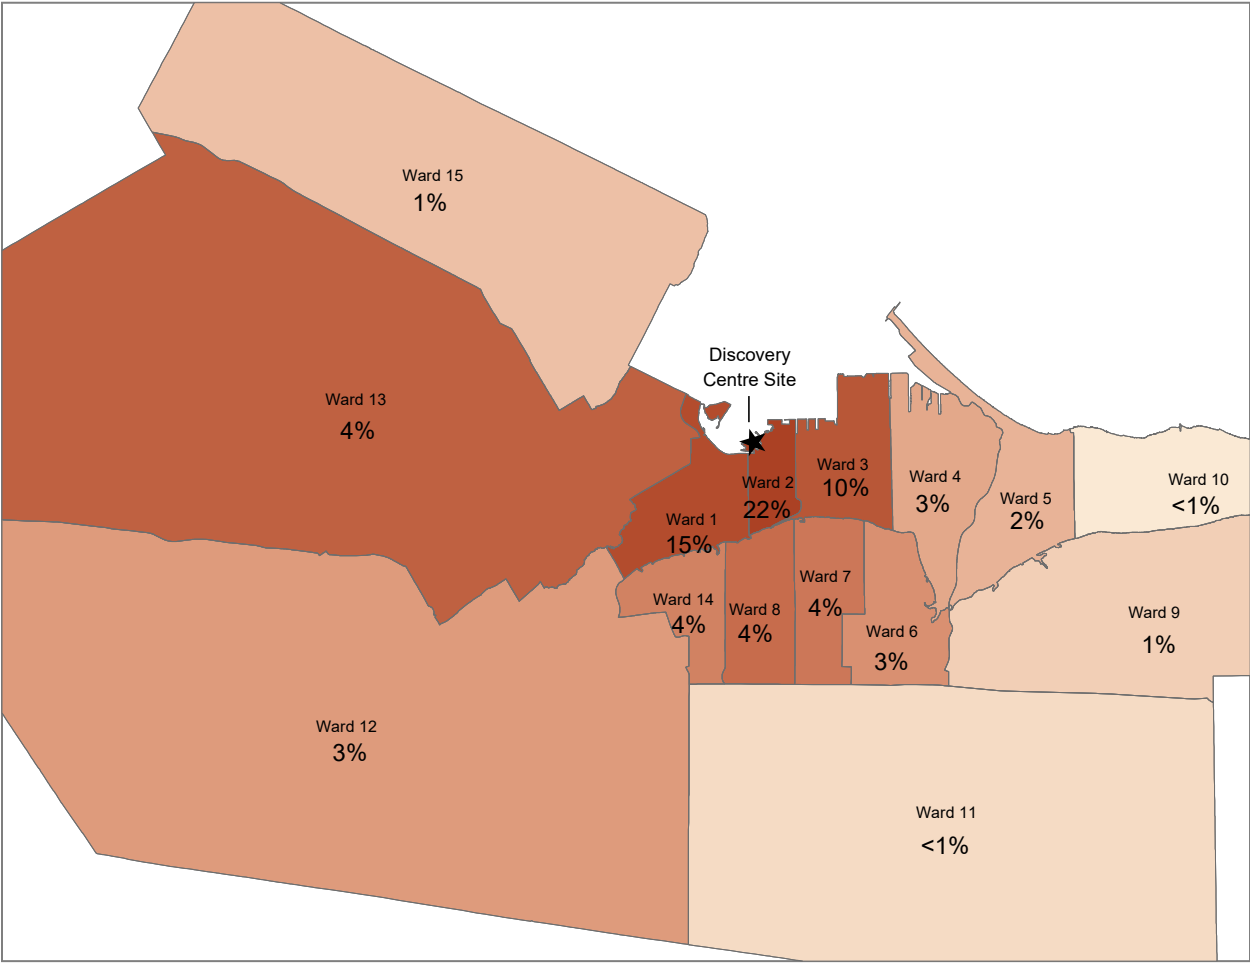 Ward 15
1%
Discovery
Centre Site
Ward 13
4%
Ward 3
10%
Ward 2
22%
Ward 4
3%
Ward 5
2%
Ward 10
<1%
Ward 1
15%
Ward 7
4%
Ward 14
4%
Ward 8
4%
Ward 6
3%
Ward 9
1%
Ward 12
3%
Ward 11
<1%